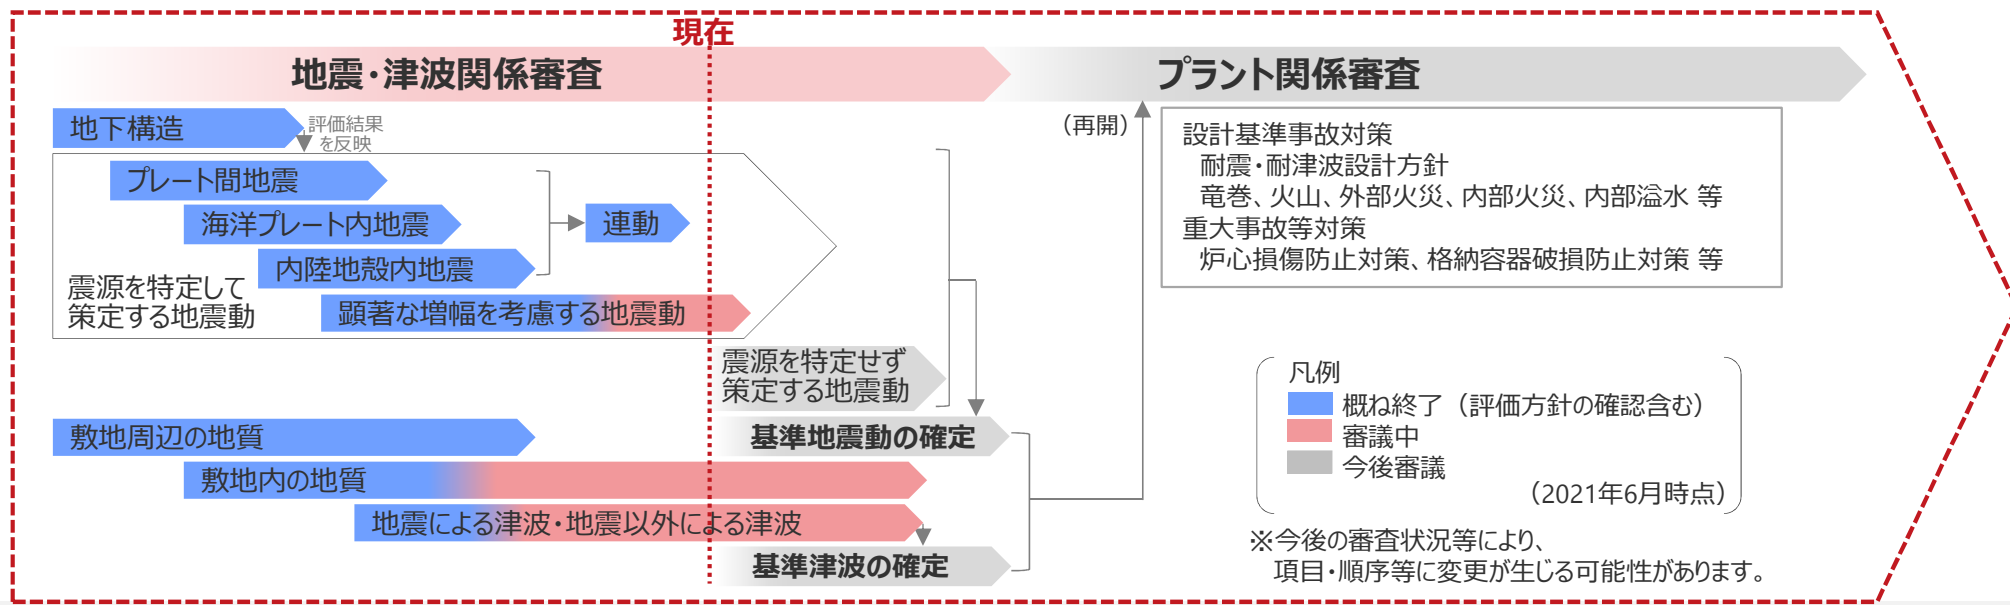 現在
地震・津波関係審査
プラント関係審査
地下構造
評価結果
を反映
プレート間地震
海洋プレート内地震
内陸地殻内地震
連動
震源を特定して
策定する地震動
顕著な増幅を考慮する地震動
震源を特定せず
策定する地震動
敷地周辺の地質
基準地震動の確定
敷地内の地質
地震による津波・地震以外による津波
基準津波の確定
（再開）
設計基準事故対策
耐震・耐津波設計方針
竜巻、火山、外部火災、内部火災、内部溢水 等
重大事故等対策
炉心損傷防止対策、格納容器破損防止対策 等
凡例
概ね終了（評価方針の確認含む）
審議中
今後審議
（2021年6月時点）
※今後の審査状況等により、
項目・順序等に変更が生じる可能性があります。